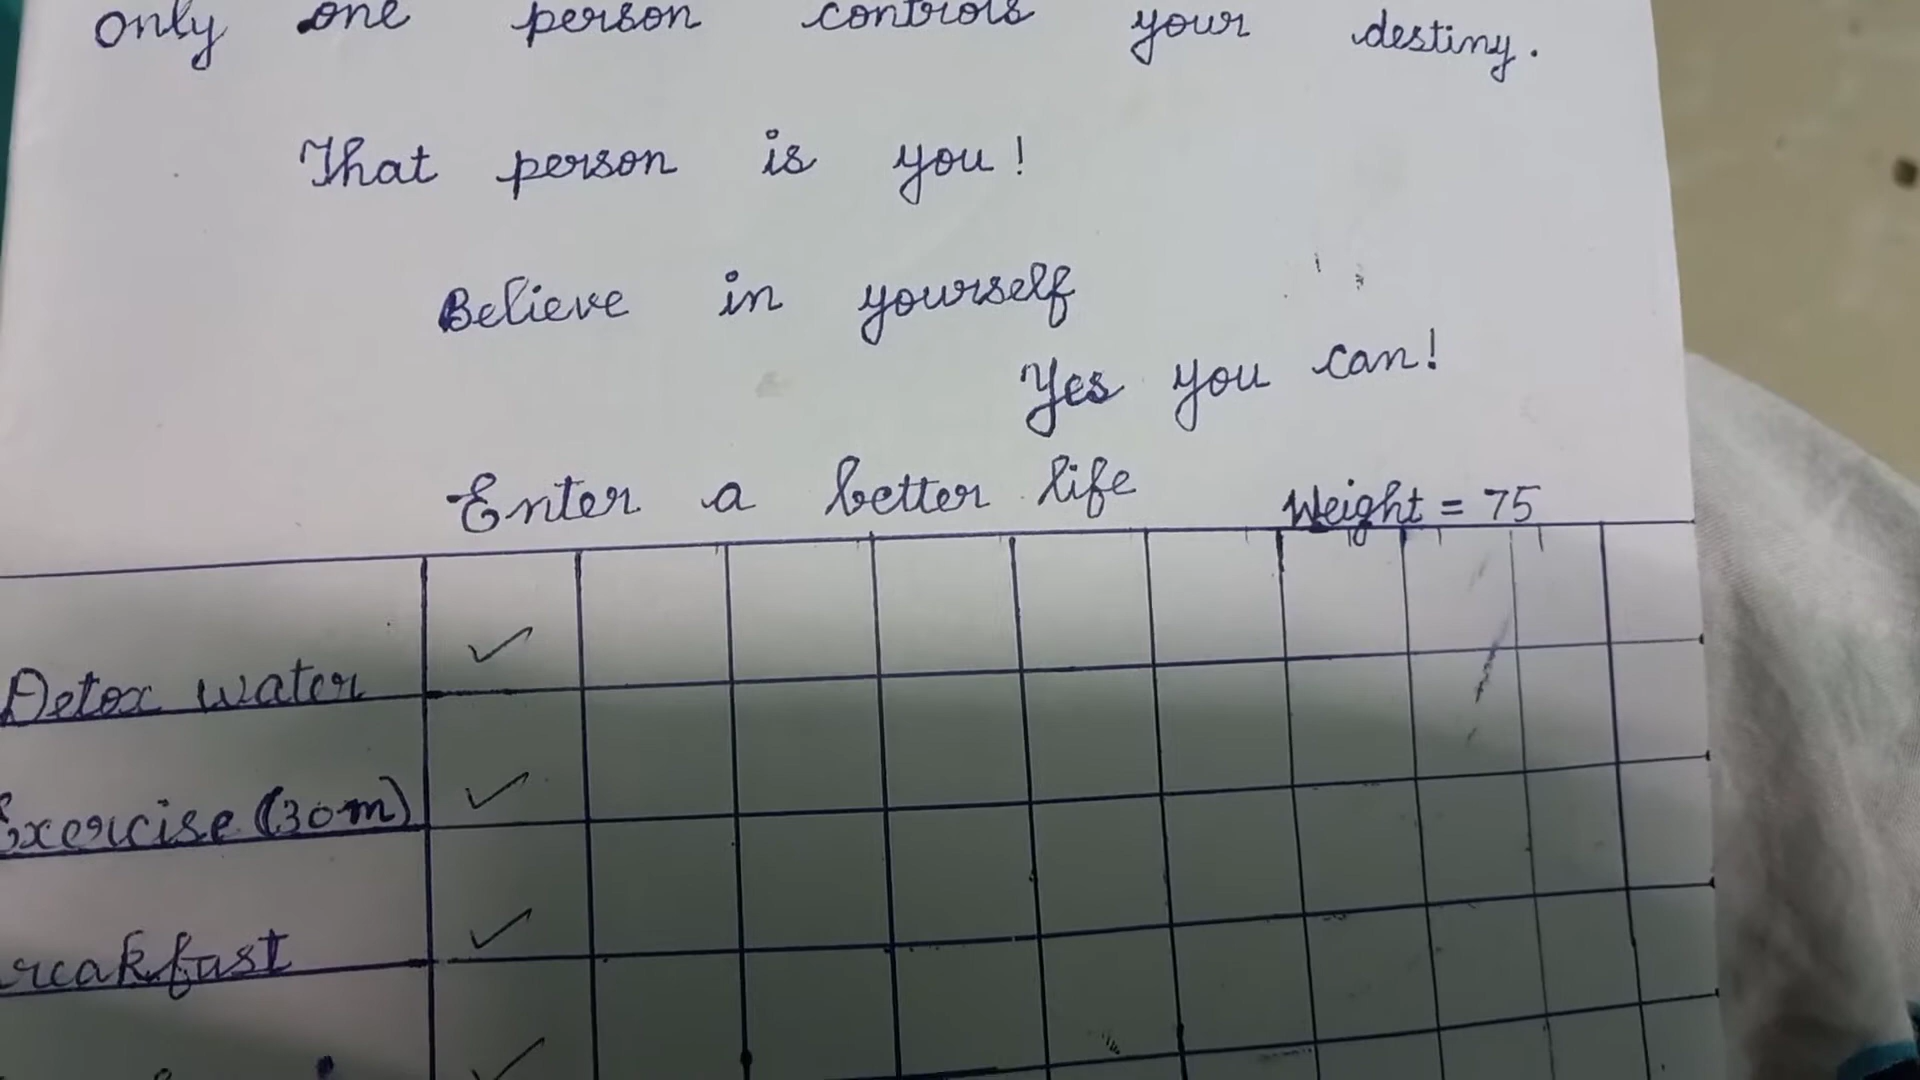 only one person controls your destiny.
That person is you!
Believe in yourself
Yes you can!
Enter a better life
Weight = 75
Detox water ✓
Exercise (30m) ✓
reakfast ✓
✓